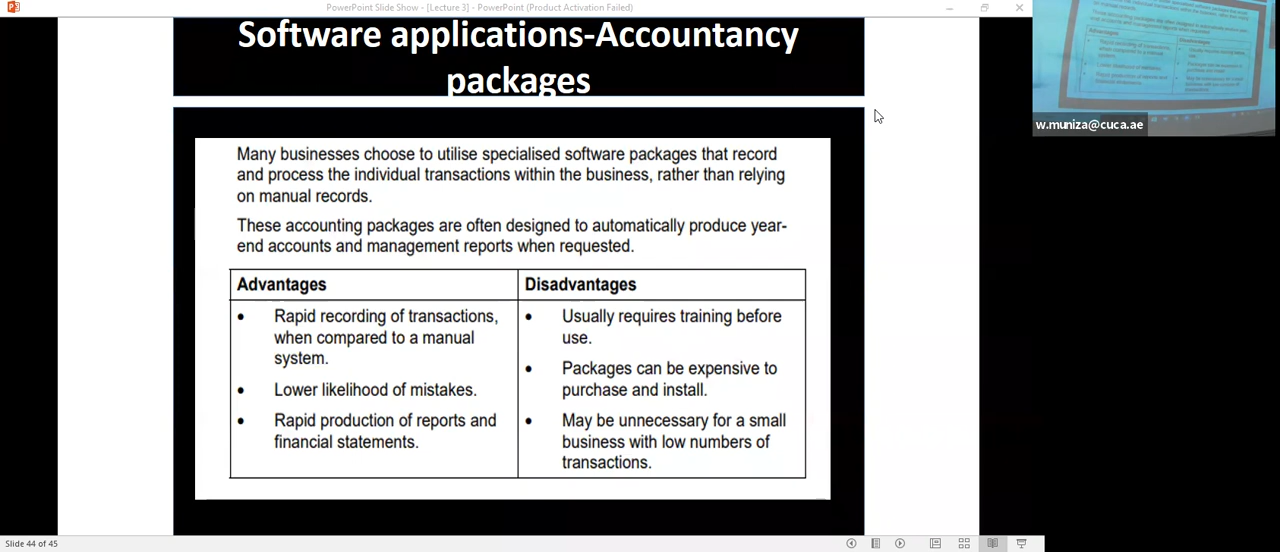 PowerPoint Slide Show - [Lecture 3] - PowerPoint (Product Activation Failed)
Software applications-Accountancy
packages
Many businesses choose to utilise specialised software packages that record
and process the individual transactions within the business, rather than relying
on manual records.
These accounting packages are often designed to automatically produce year-
end accounts and management reports when requested.
Advantages
• Rapid recording of transactions,
when compared to a manual
system.
• Lower likelihood of mistakes.
• Rapid production of reports and
financial statements.
Disadvantages
• Usually requires training before
use.
• Packages can be expensive to
purchase and install.
• May be unnecessary for a small
business with low numbers of
transactions.
w.muniza@cuca.ae
Slide 44 of 45